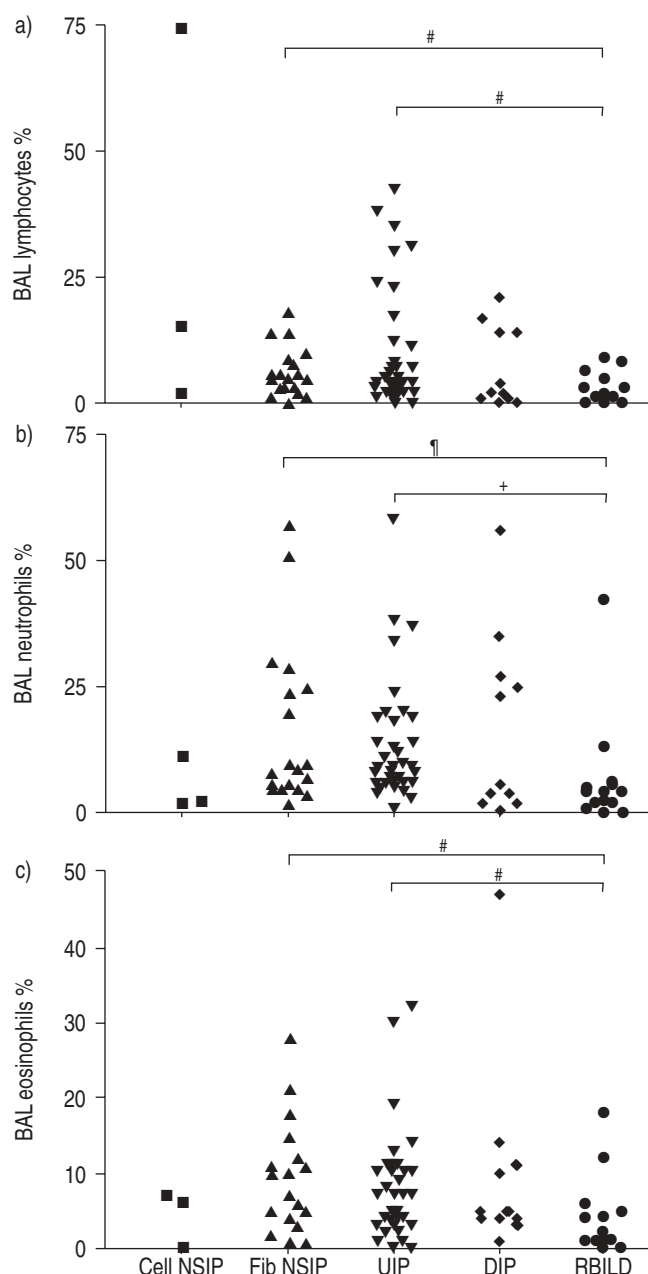 a)
75
#
#
50
25
0
BAL lymphocytes %
b)
75
¶
+
50
25
0
BAL neutrophils %
c)
50
#
#
40
30
20
10
0
BAL eosinophils %
Cell NSIP Fib NSIP UIP DIP RBILD